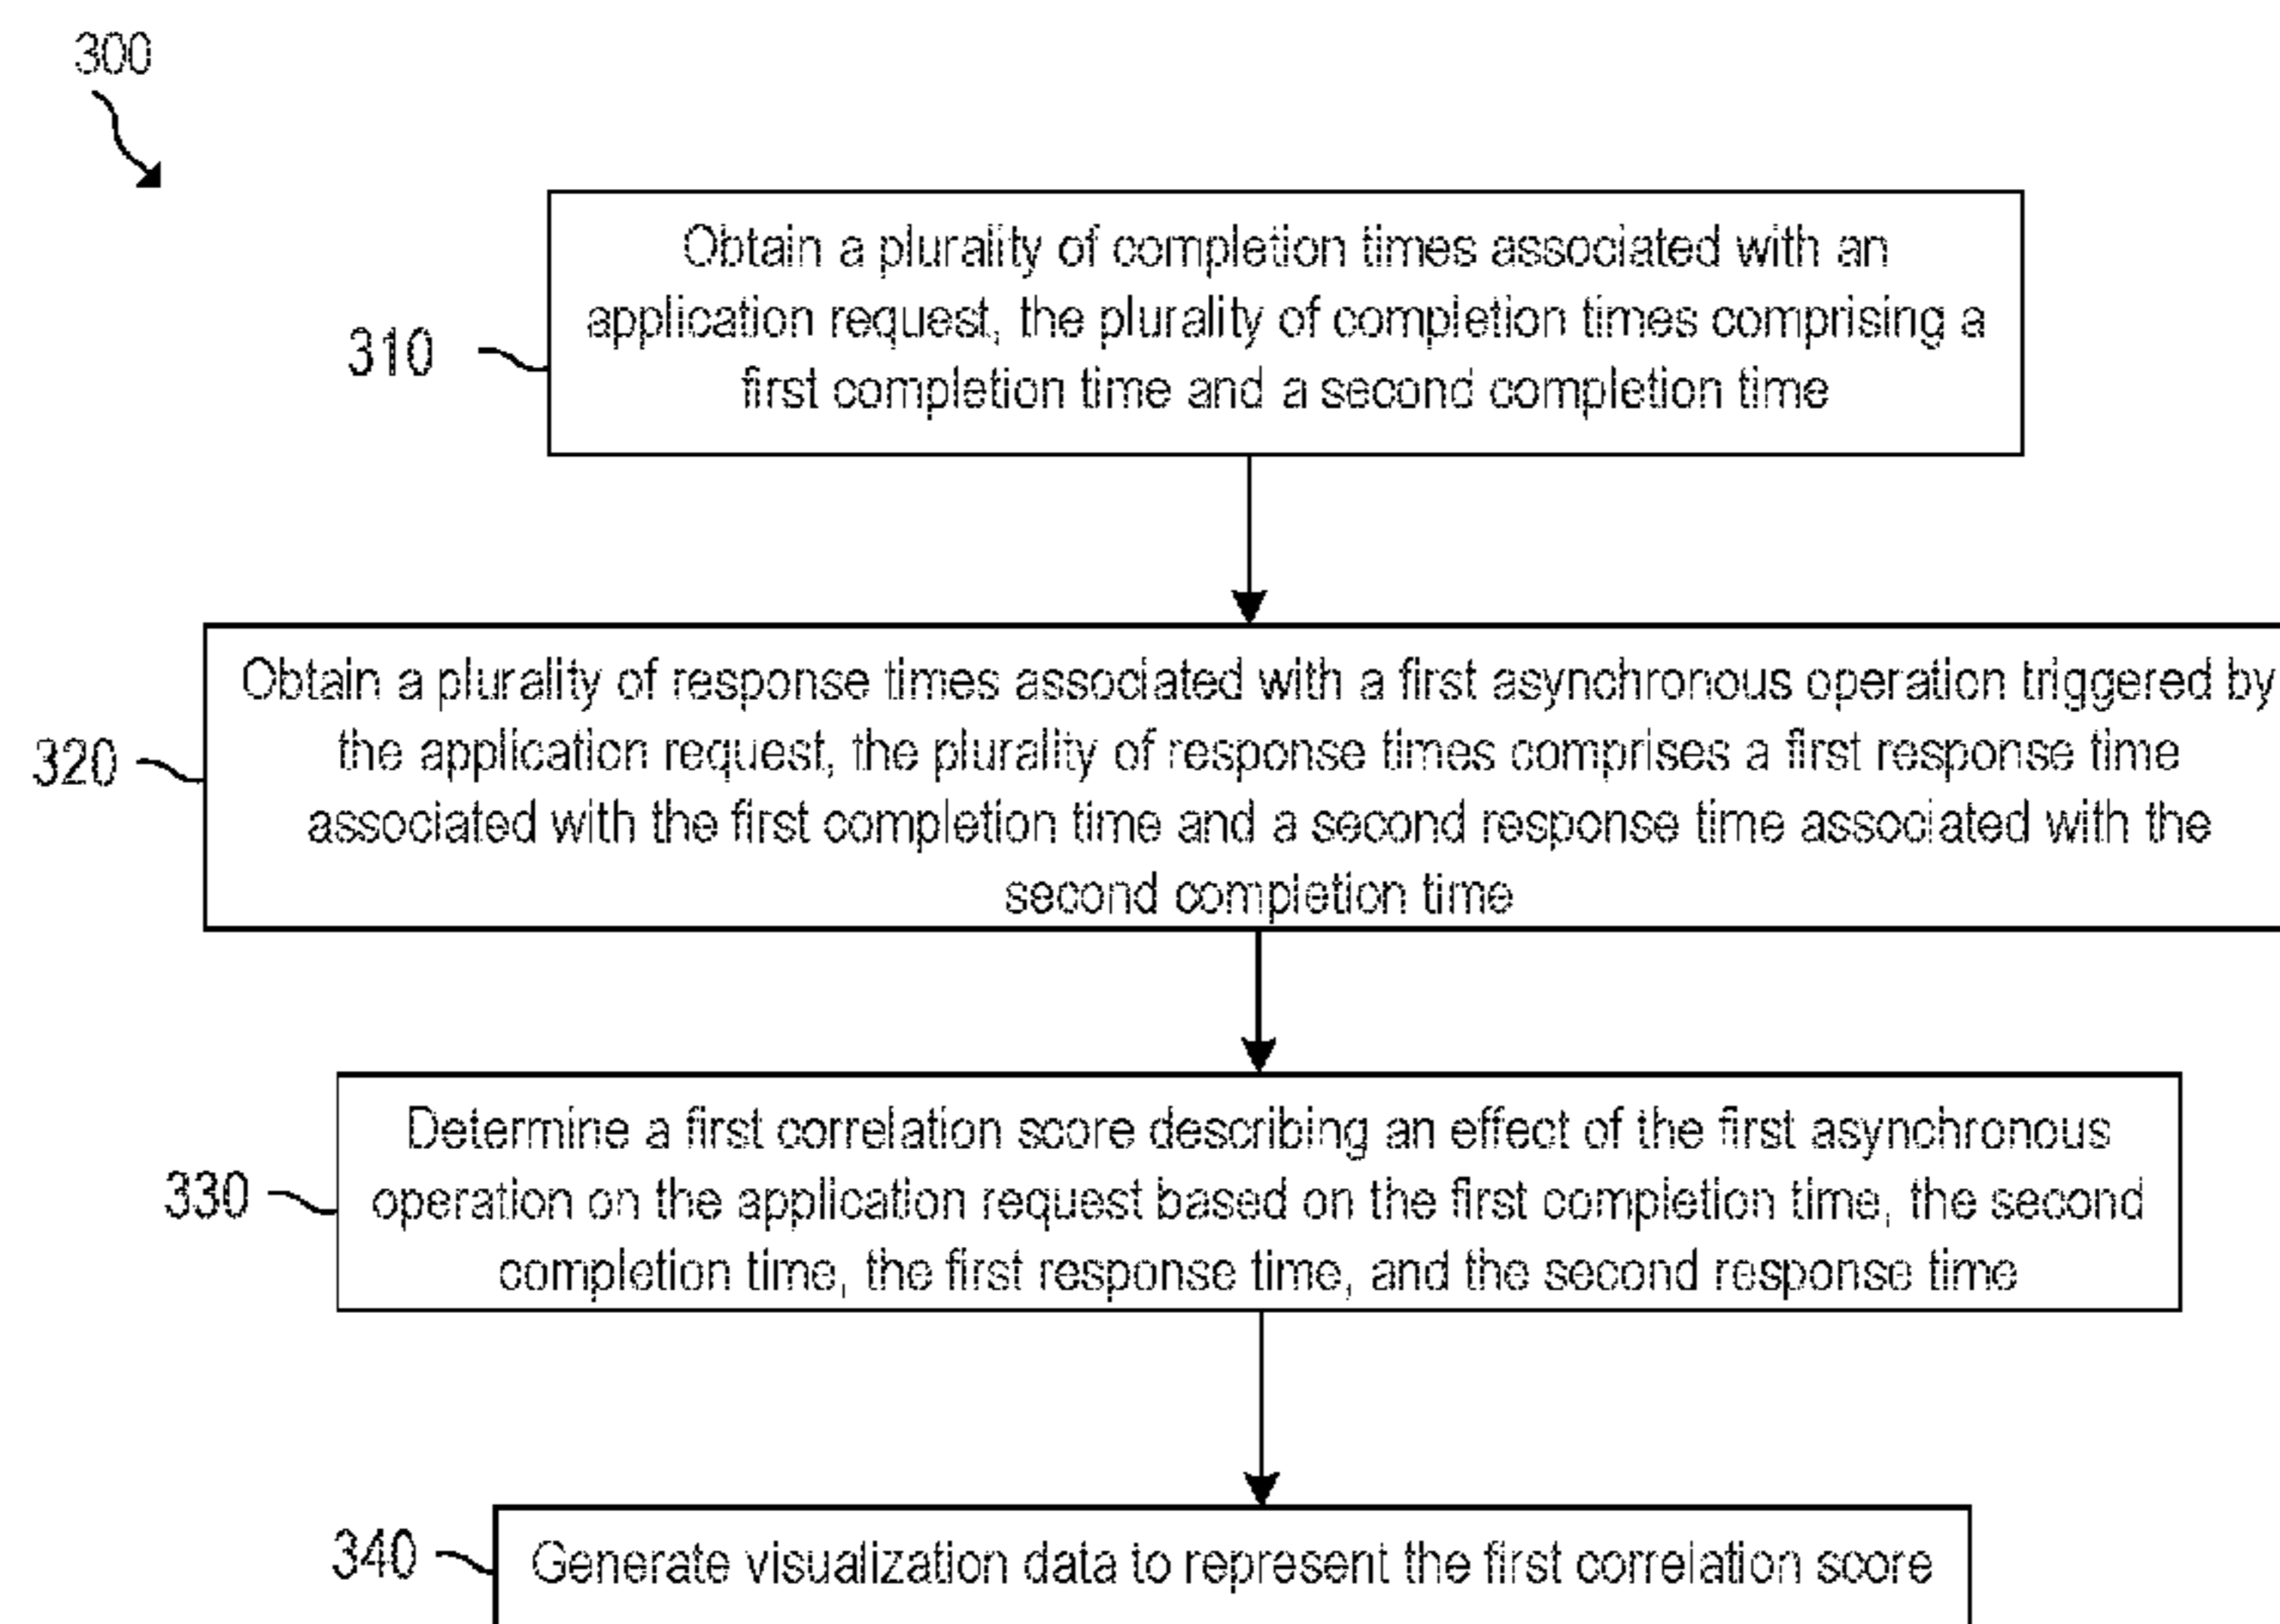 300
310
Obtain a plurality of completion times associated with an
application request, the plurality of completion times comprising a
first completion time and a second completion time
320
Obtain a plurality of response times associated with a first asynchronous operation triggered by
the application request, the plurality of response times comprises a first response time
associated with the first completion time and a second response time associated with the
second completion time
330
Determine a first correlation score describing an effect of the first asynchronous
operation on the application request based on the first completion time, the second
completion time, the first response time, and the second response time
340
Generate visualization data to represent the first correlation score